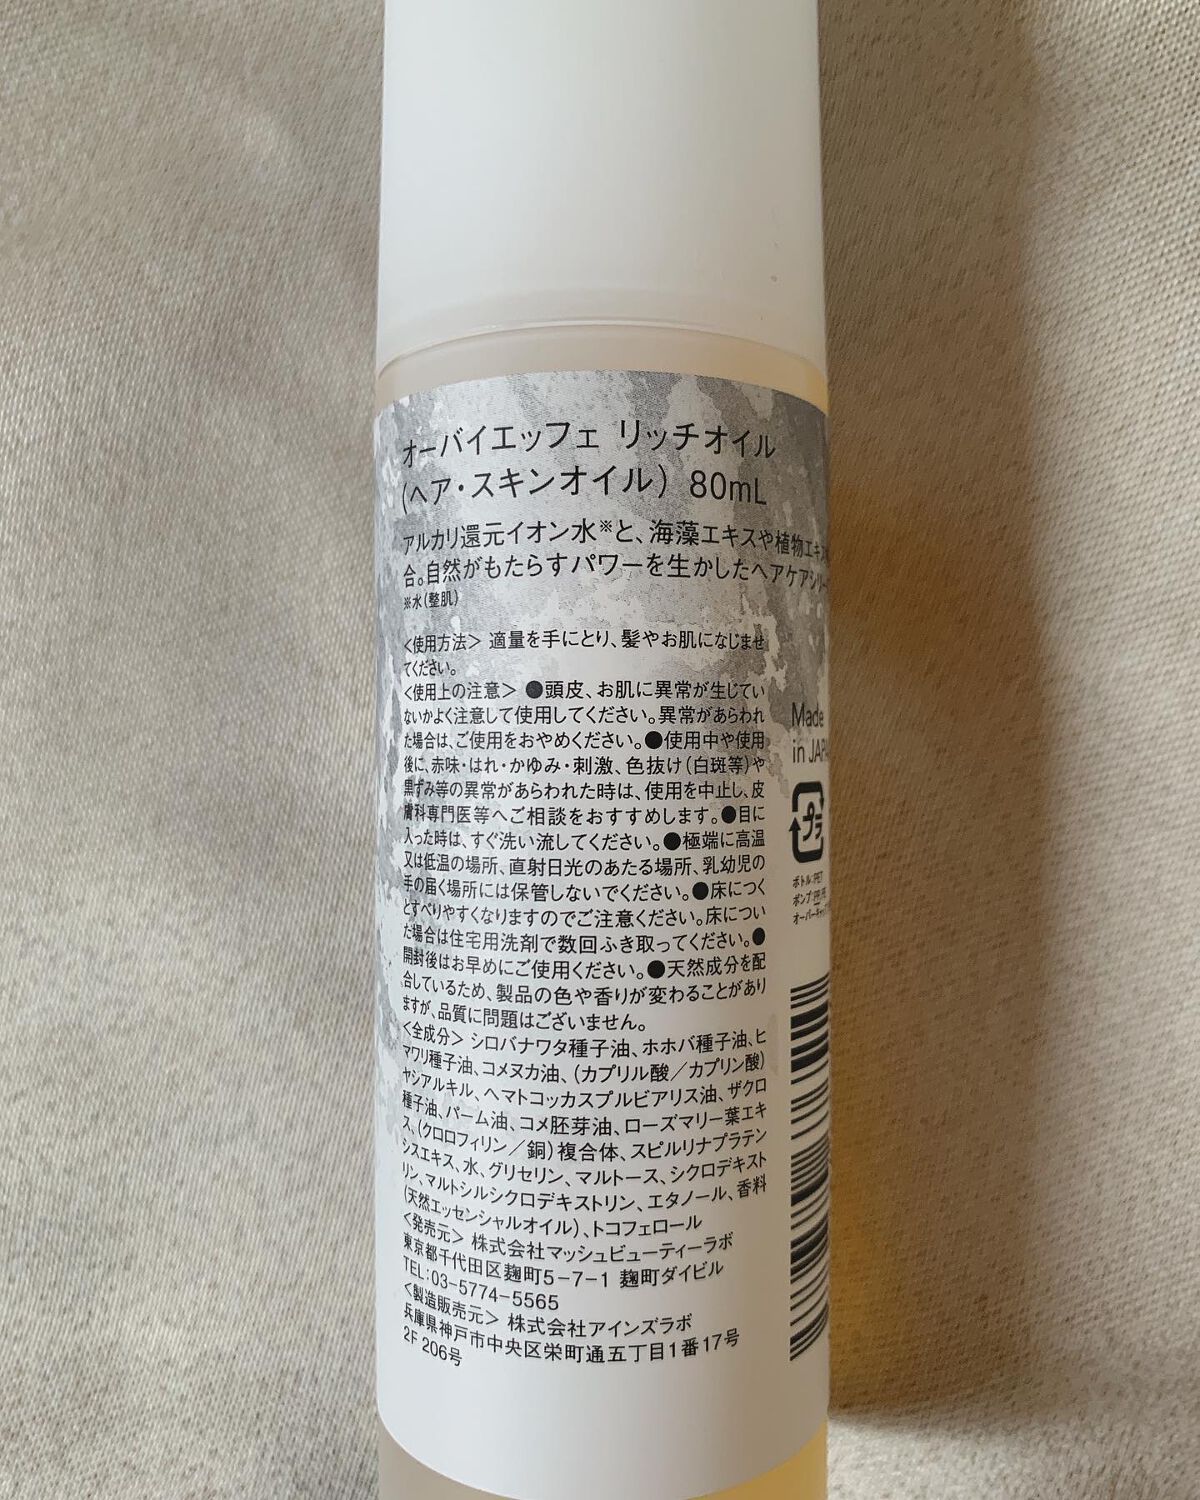 オーバイエッフェ リッチオイル
(ヘア・スキンオイル) 80mL
アルカリ還元イオン水※と、海藻エキスや植物エキス
合。自然がもたらすパワーを生かしたヘアケアシリー
※水(整肌)
<使用方法> 適量を手にとり、髪やお肌になじませ
てください。
<使用上の注意> ●頭皮、お肌に異常が生じてい
ないかよく注意して使用してください。異常があらわれ
た場合は、ご使用をおやめください。●使用中や使用
後に、赤味・はれ・かゆみ・刺激、色抜け(白斑等)や
黒ずみ等の異常があらわれた時は、使用を中止し、皮
膚科専門医等へご相談をおすすめします。●目に
入った時は、すぐ洗い流してください。●極端に高温
又は低温の場所、直射日光のあたる場所、乳幼児の
手の届く場所には保管しないでください。●床につく
とすべりやすくなりますのでご注意ください。床につい
た場合は住宅用洗剤で数回ふき取ってください。●
開封後はお早めにご使用ください。●天然成分を配
合しているため、製品の色や香りが変わることがあり
ますが、品質に問題はございません。
<全成分> シロバナワタ種子油、ホホバ種子油、ヒ
マワリ種子油、コメヌカ油、(カプリル酸/カプリン酸)
ヤシアルキル、ヘマトコッカスプルビアリス油、ザクロ
種子油、パーム油、コメ胚芽油、ローズマリー葉エキ
ス、(クロロフィリン/銅)複合体、スピルリナプラテン
シスエキス、水、グリセリン、マルトース、シクロデキスト
リン、マルトシルシクロデキストリン、エタノール、香料
(天然エッセンシャルオイル)、トコフェロール
<発売元> 株式会社マッシュビューティーラボ
東京都千代田区麹町5-7-1 麹町ダイビル
TEL:03-5774-5565
<製造販売元> 株式会社アインズラボ
兵庫県神戸市中央区栄町通五丁目1番17号
2F 206号
Made
in JAPA
プラ
ボトル:PET
ポンプ:PP,PE
オーバーキャップ